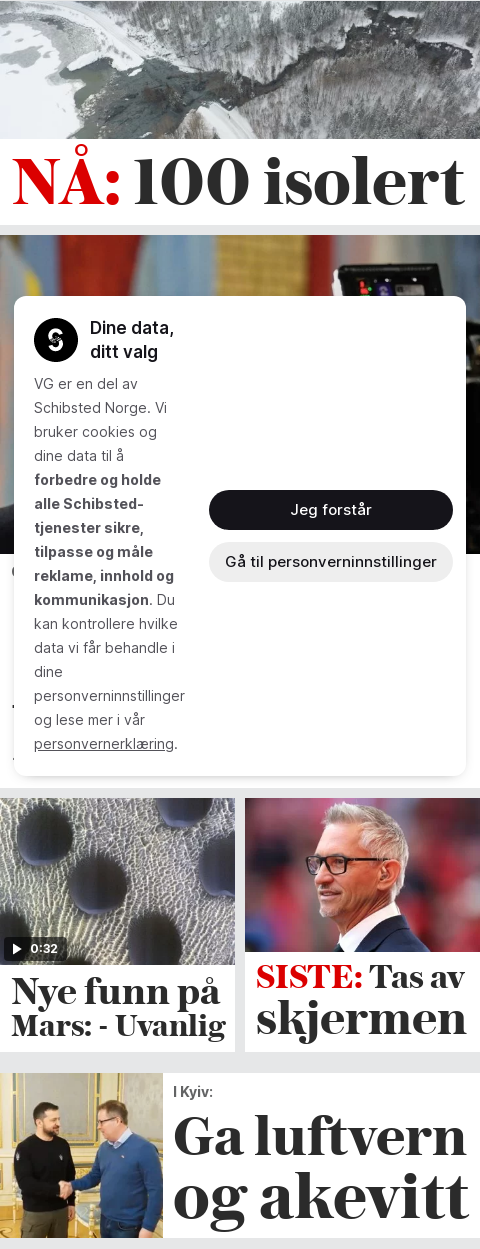 NÅ: 100 isolert
Dine data,
ditt valg
VG er en del av
Schibsted Norge. Vi
bruker cookies og
dine data til å
forbedre og holde
alle Schibsted-
tjenester sikre,
tilpasse og måle
reklame, innhold og
kommunikasjon. Du
kan kontrollere hvilke
data vi får behandle i
dine
personverninnstillinger
og lese mer i vår
personvernerklæring.
Jeg forstår
Gå til personverninnstillinger
0:32
Nye funn på
Mars: - Uvanlig
SISTE: Tas av
skjermen
I Kyiv:
Ga luftvern
og akevitt